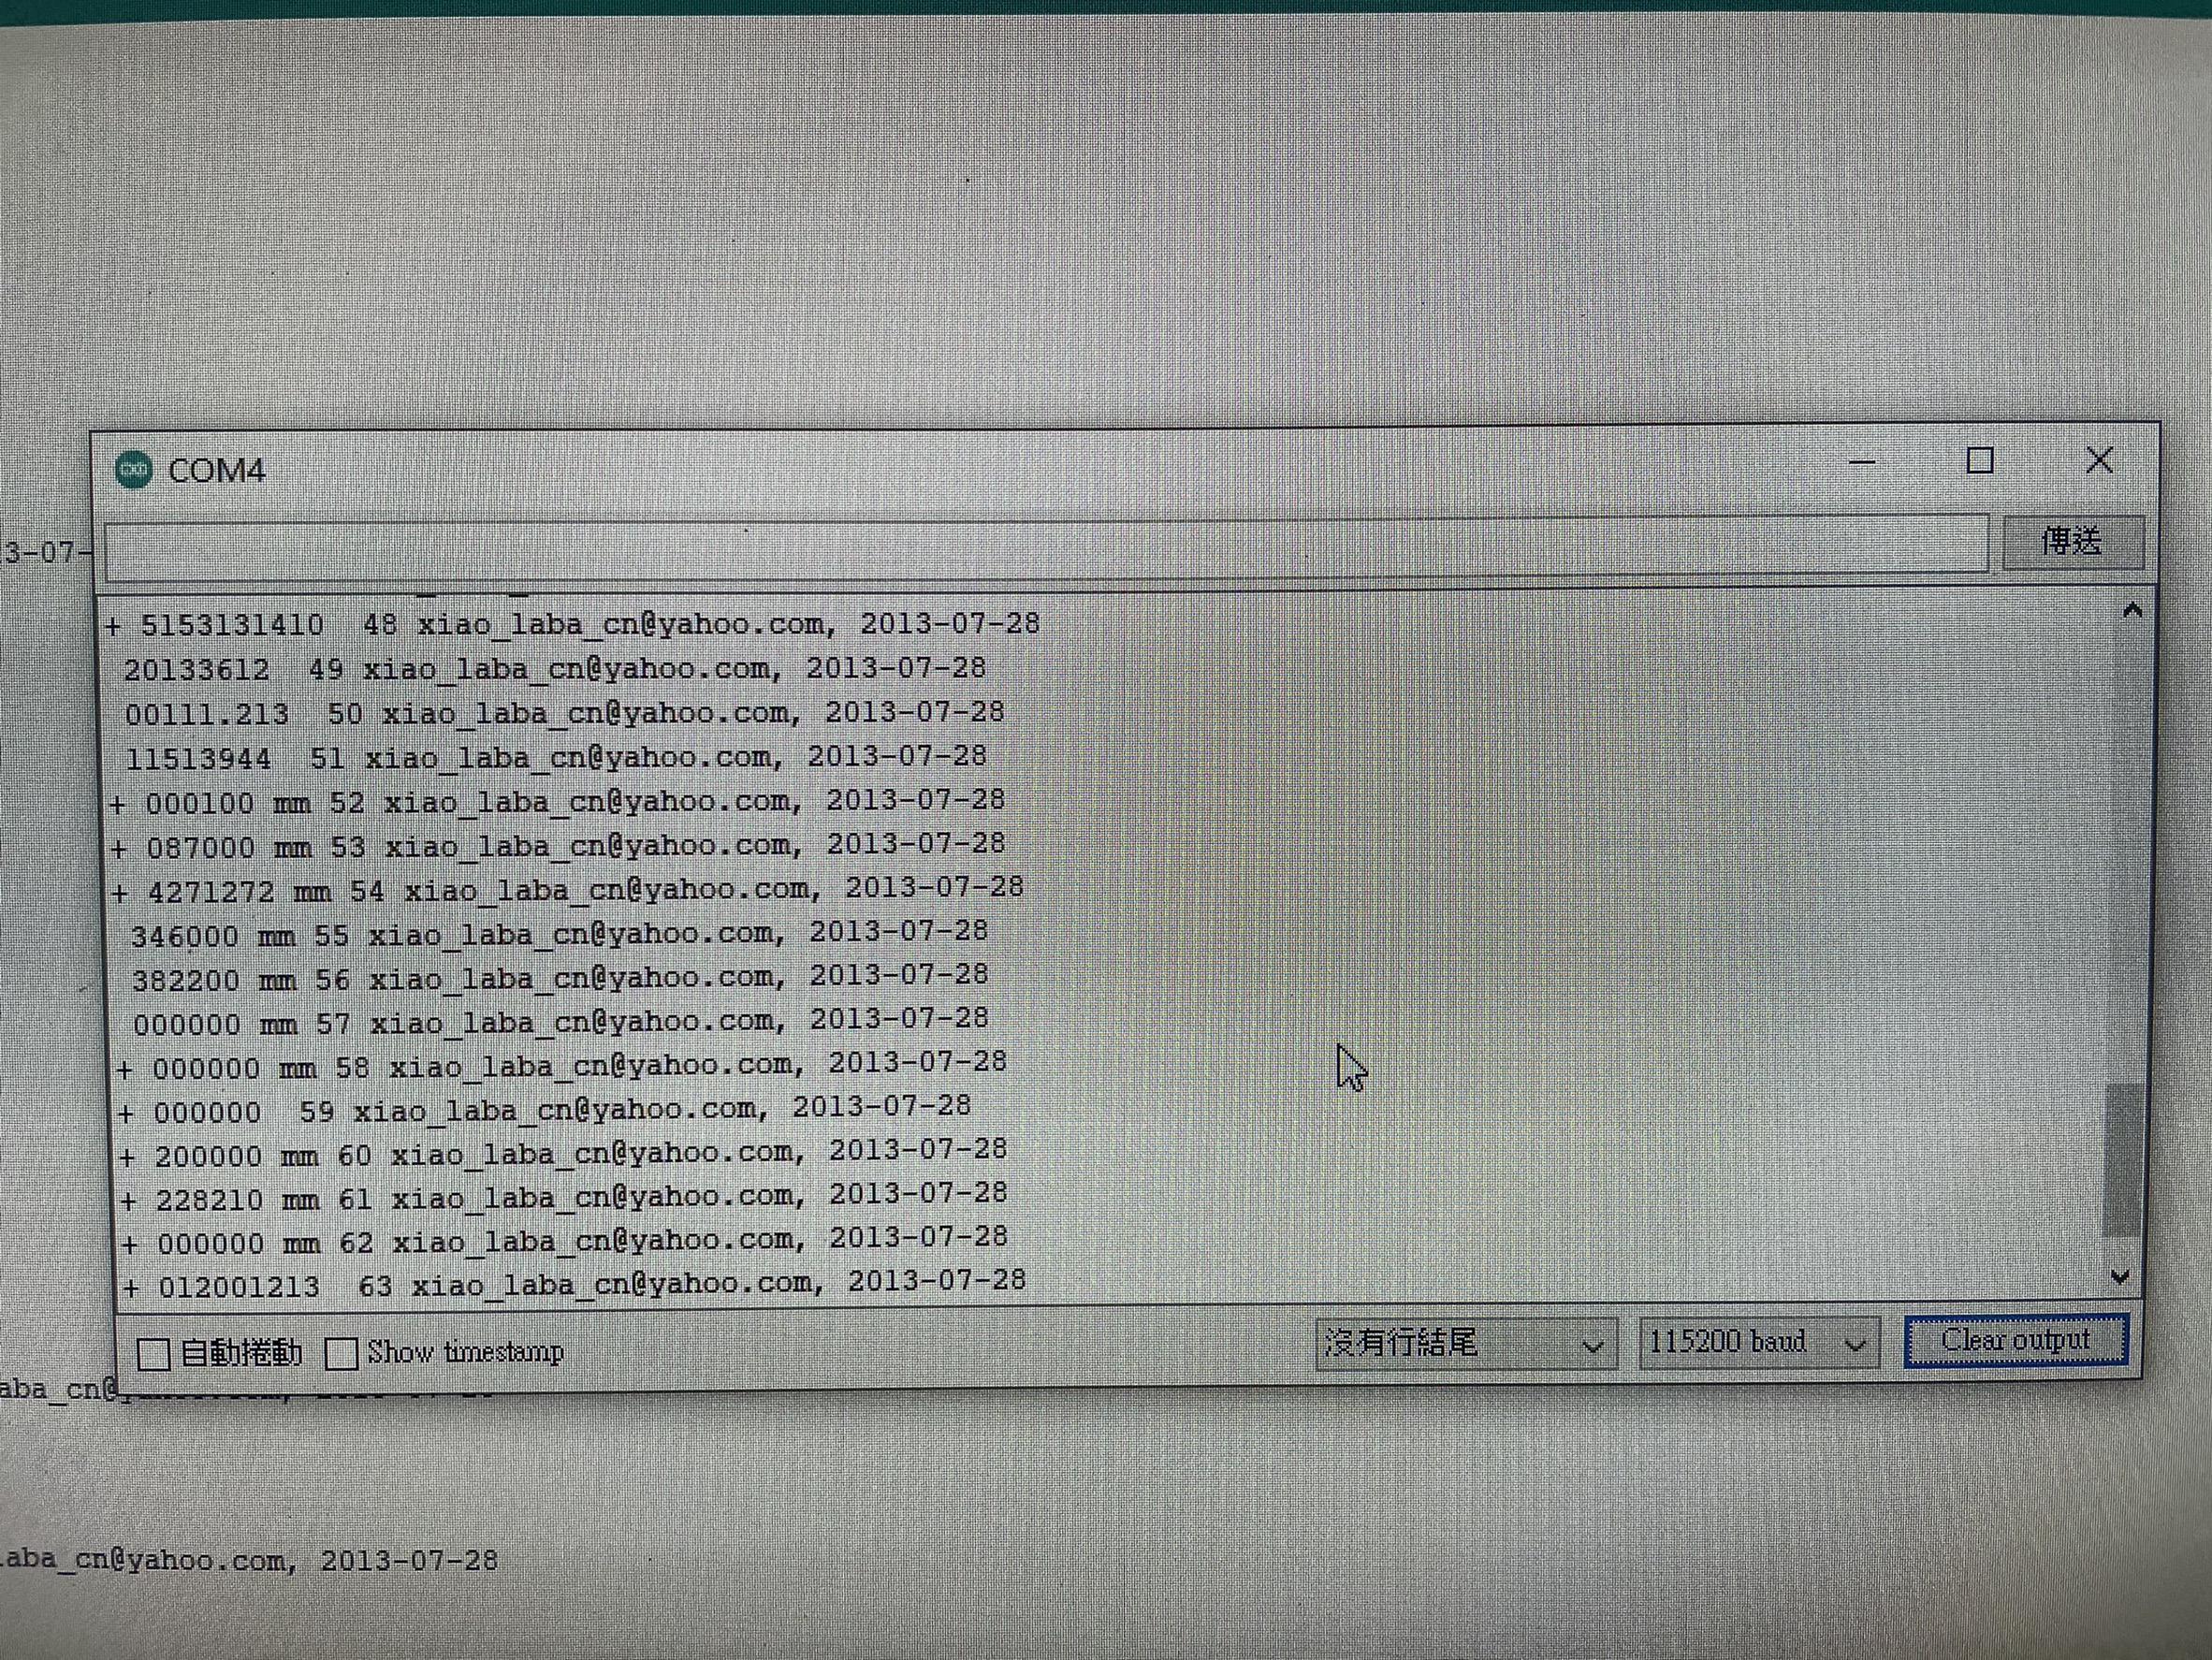 COM4
3-07-
傳送
+ 5153131410  48 xiao_laba_cn@yahoo.com, 2013-07-28
20133612  49 xiao_laba_cn@yahoo.com, 2013-07-28
00111.213  50 xiao_laba_cn@yahoo.com, 2013-07-28
11513944  51 xiao_laba_cn@yahoo.com, 2013-07-28
+ 000100 mm 52 xiao_laba_cn@yahoo.com, 2013-07-28
+ 087000 mm 53 xiao_laba_cn@yahoo.com, 2013-07-28
+ 4271272 mm 54 xiao_laba_cn@yahoo.com, 2013-07-28
346000 mm 55 xiao_laba_cn@yahoo.com, 2013-07-28
382200 mm 56 xiao_laba_cn@yahoo.com, 2013-07-28
000000 mm 57 xiao_laba_cn@yahoo.com, 2013-07-28
+ 000000 mm 58 xiao_laba_cn@yahoo.com, 2013-07-28
+ 000000  59 xiao_laba_cn@yahoo.com, 2013-07-28
+ 200000 mm 60 xiao_laba_cn@yahoo.com, 2013-07-28
+ 228210 mm 61 xiao_laba_cn@yahoo.com, 2013-07-28
+ 000000 mm 62 xiao_laba_cn@yahoo.com, 2013-07-28
+ 012001213  63 xiao_laba_cn@yahoo.com, 2013-07-28
自動捲動 Show timestamp 沒有行結尾 115200 baud Clear output
aba_cn@
aba_cn@yahoo.com, 2013-07-28